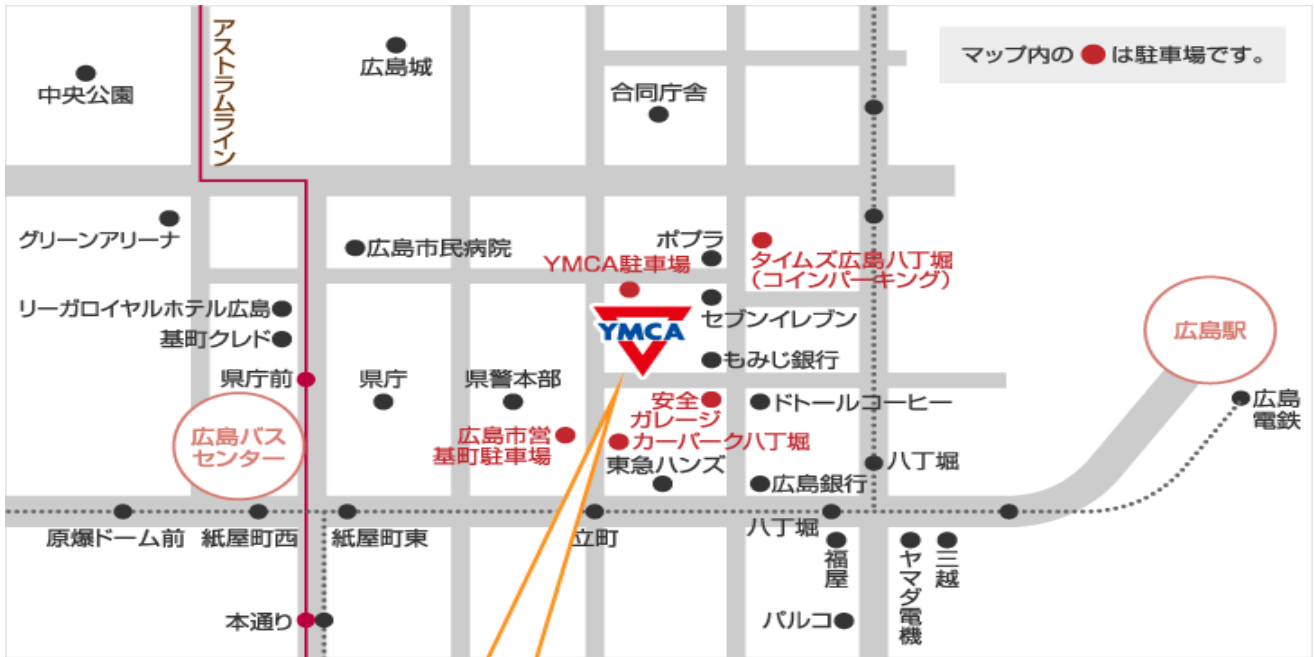 アストラムライン
広島城
マップ内の●は駐車場です。
中央公園
合同庁舎
グリーンアリーナ
広島市民病院
ポプラ
YMCA駐車場
タイムズ広島八丁堀
（コインパーキング）
リーガロイヤルホテル広島
YMCA
セブンイレブン
広島駅
基町クレド
もみじ銀行
県庁前
県庁
県警本部
安全
ガレージ
ドトールコーヒー
広島
電鉄
広島バス
センター
広島市営
基町駐車場
カーパーク八丁堀
東急ハンズ
八丁堀
広島銀行
原爆ドーム前
紙屋町西
紙屋町東
立町
八丁堀
福屋
ヤマダ電機
三越
本通り
パルコ